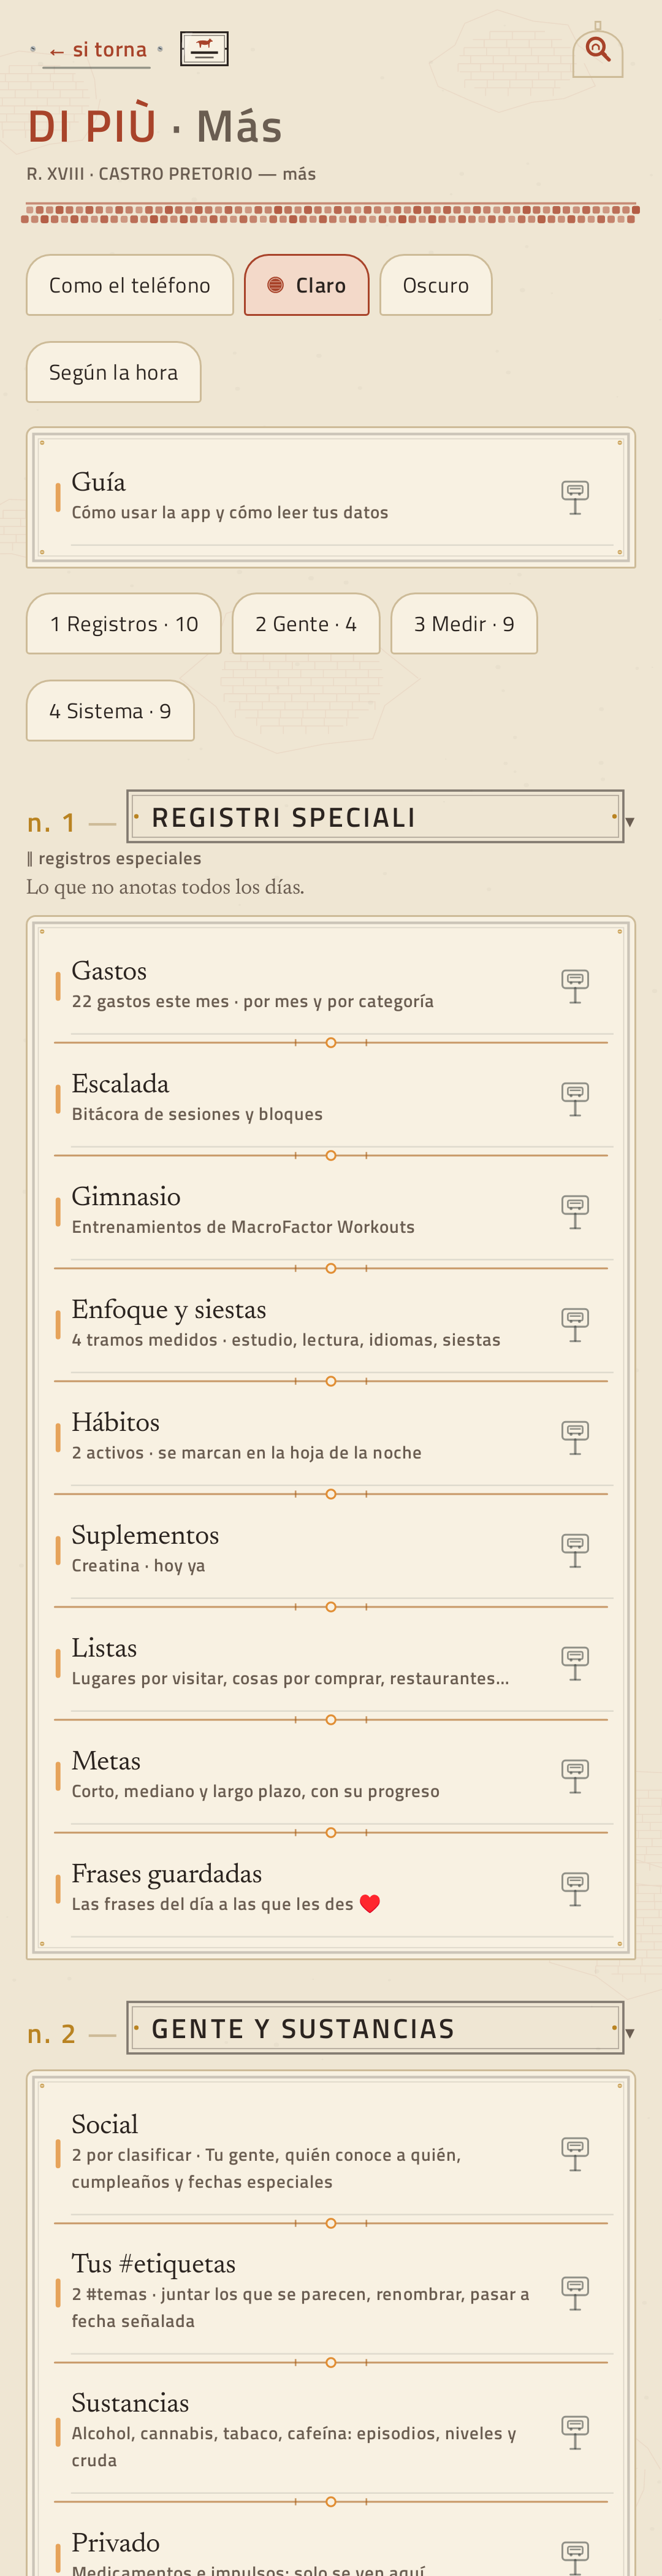 ← si torna
DI PIÙ · Más
R. XVIII · CASTRO PRETORIO — más
Como el teléfono
Claro
Oscuro
Según la hora
Guía
Cómo usar la app y cómo leer tus datos
1 Registros · 10
2 Gente · 4
3 Medir · 9
4 Sistema · 9
n. 1 — REGISTRI SPECIALI ▾
‖ registros especiales
Lo que no anotas todos los días.
Gastos
22 gastos este mes · por mes y por categoría
Escalada
Bitácora de sesiones y bloques
Gimnasio
Entrenamientos de MacroFactor Workouts
Enfoque y siestas
4 tramos medidos · estudio, lectura, idiomas, siestas
Hábitos
2 activos · se marcan en la hoja de la noche
Suplementos
Creatina · hoy ya
Listas
Lugares por visitar, cosas por comprar, restaurantes...
Metas
Corto, mediano y largo plazo, con su progreso
Frases guardadas
Las frases del día a las que les des ♥
n. 2 — GENTE Y SUSTANCIAS ▾
Social
2 por clasificar · Tu gente, quién conoce a quién,
cumpleaños y fechas especiales
Tus #etiquetas
2 #temas · juntar los que se parecen, renombrar, pasar a
fecha señalada
Sustancias
Alcohol, cannabis, tabaco, cafeína: episodios, niveles y
cruda
Privado
Medicamentos e impulsos: solo se ven aquí